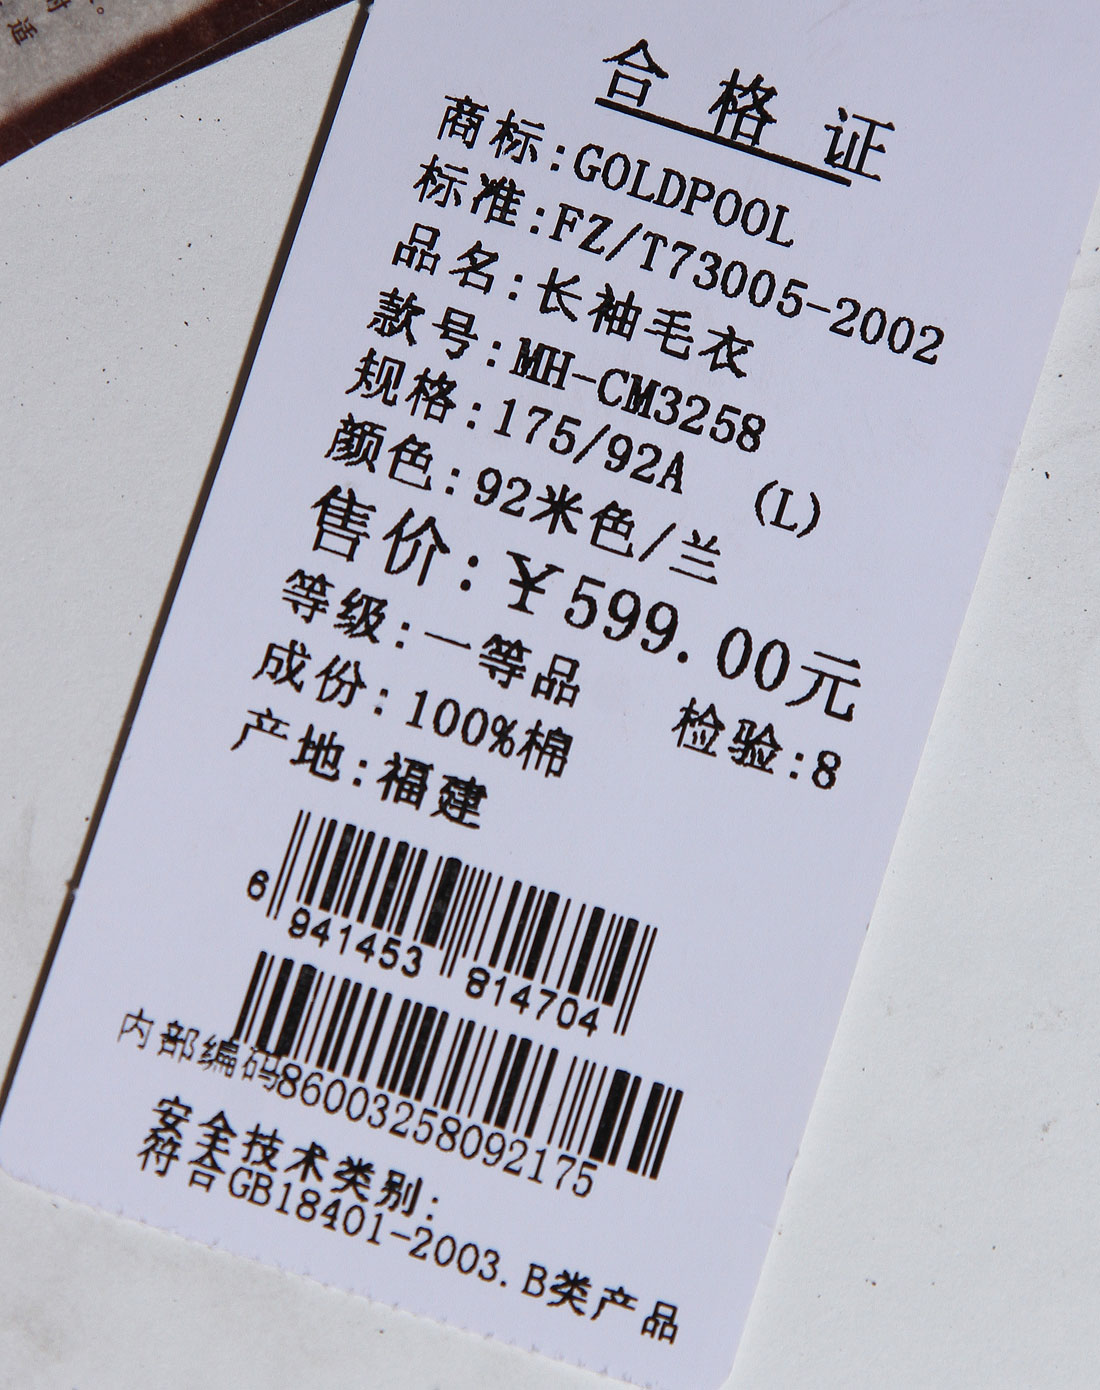 合格证
商标:GOLDPOOL
标准:FZ/T73005-2002
品名:长袖毛衣
款号:MH-CM3258
规格:175/92A (L)
颜色:92米色/兰
售价:¥599.00元
等级:一等品 检验:8
成份:100%棉
产地:福建
6 941453 814704
内部编码8600325809217​5
安全技术类别:
符合GB18401-2003.B类产品
适